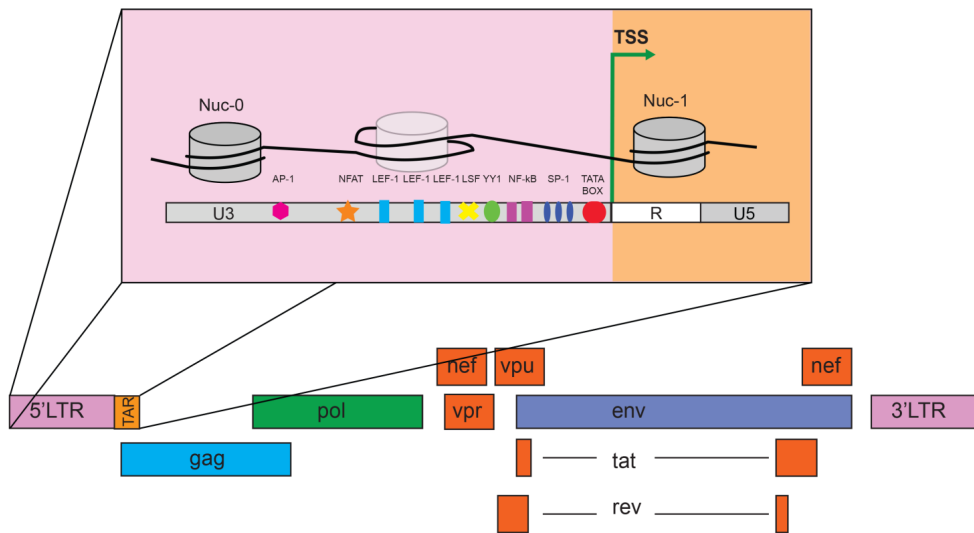 TSS
Nuc-0
Nuc-1
AP-1
NFAT
LEF-1
LEF-1
LEF-1
LSF
YY1
NF-kB
SP-1
TATA
BOX
U3
R
U5
nef
vpu
nef
5'LTR
TAR
pol
vpr
env
3'LTR
gag
tat
rev